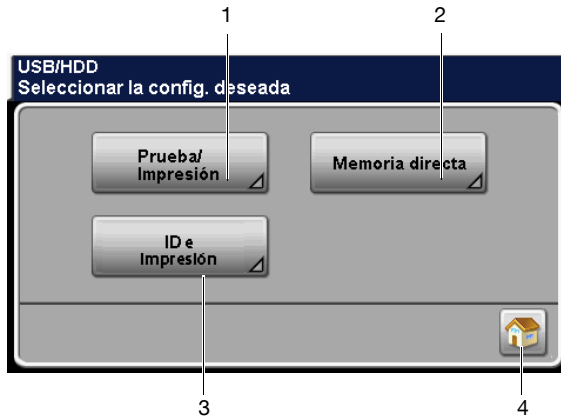 1 2
USB/HDD
Seleccionar la config. deseada
Prueba/
Impresión
Memoria directa
ID e
Impresión
3 4